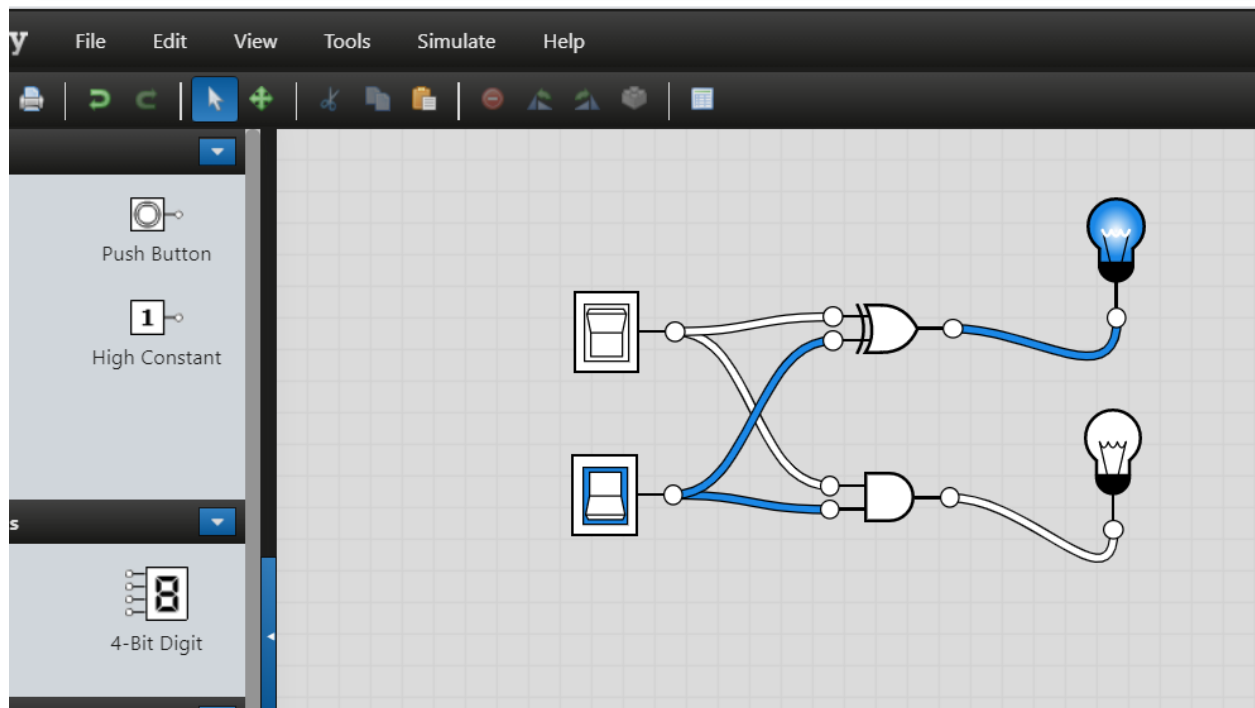 y File Edit View Tools Simulate Help
Push Button
1
High Constant
s
8
4-Bit Digit